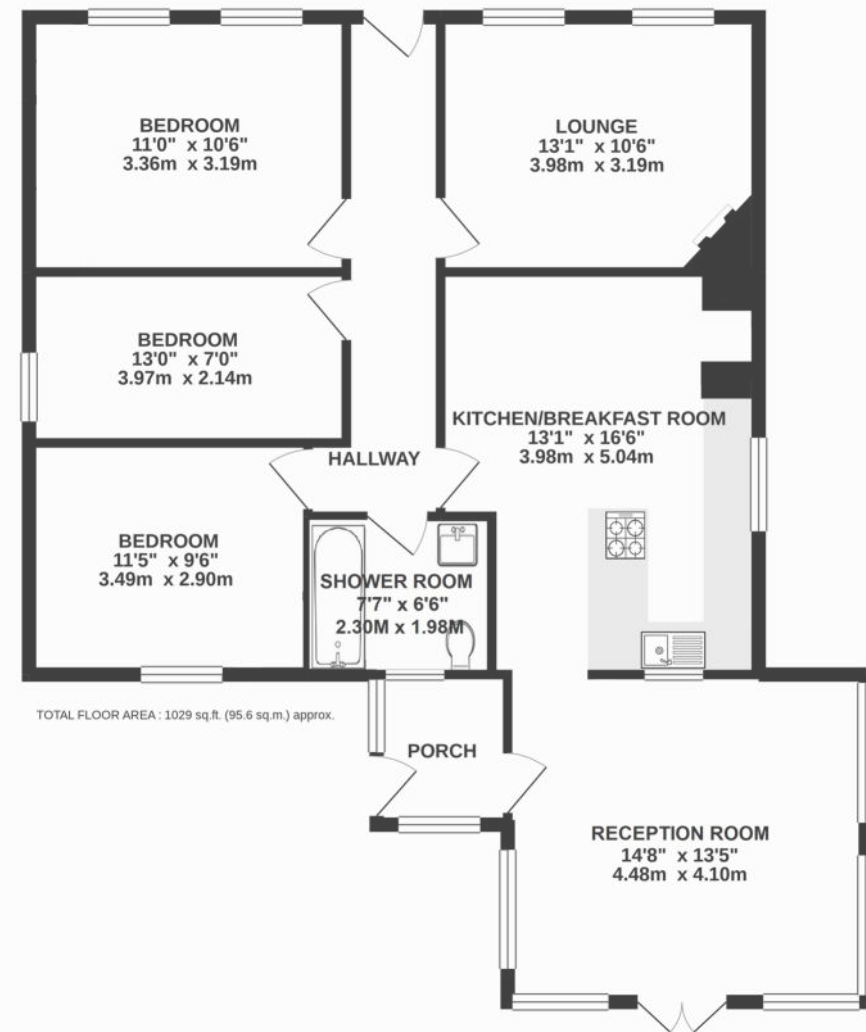 BEDROOM
11'0" x 10'6"
3.36m x 3.19m
LOUNGE
13'1" x 10'6"
3.98m x 3.19m
BEDROOM
13'0" x 7'0"
3.97m x 2.14m
KITCHEN/BREAKFAST ROOM
13'1" x 16'6"
3.98m x 5.04m
HALLWAY
BEDROOM
11'5" x 9'6"
3.49m x 2.90m
SHOWER ROOM
7'7" x 6'6"
2.30M x 1.98M
TOTAL FLOOR AREA : 1029 sq.ft. (95.6 sq.m.) approx.
PORCH
RECEPTION ROOM
14'8" x 13'5"
4.48m x 4.10m